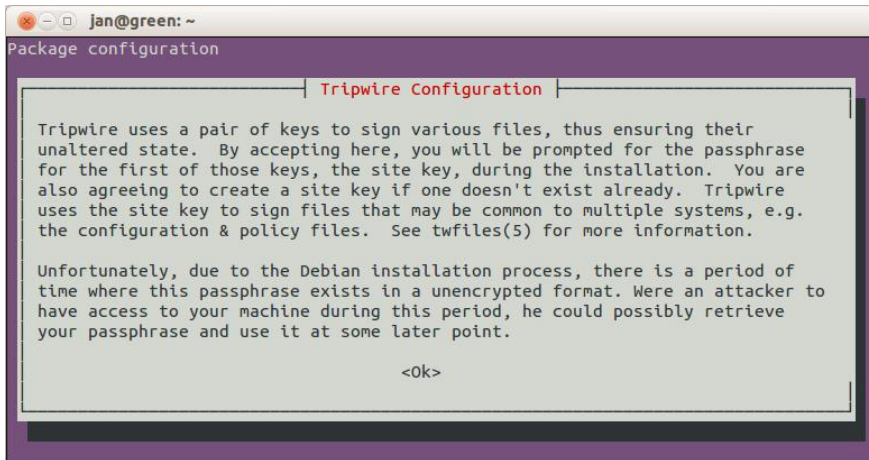 jan@green: ~
Package configuration
Tripwire Configuration
Tripwire uses a pair of keys to sign various files, thus ensuring their
unaltered state.  By accepting here, you will be prompted for the passphrase
for the first of those keys, the site key, during the installation.  You are
also agreeing to create a site key if one doesn't exist already.  Tripwire
uses the site key to sign files that may be common to multiple systems, e.g.
the configuration & policy files.  See twfiles(5) for more information.
Unfortunately, due to the Debian installation process, there is a period of
time where this passphrase exists in a unencrypted format. Were an attacker to
have access to your machine during this period, he could possibly retrieve
your passphrase and use it at some later point.
<Ok>